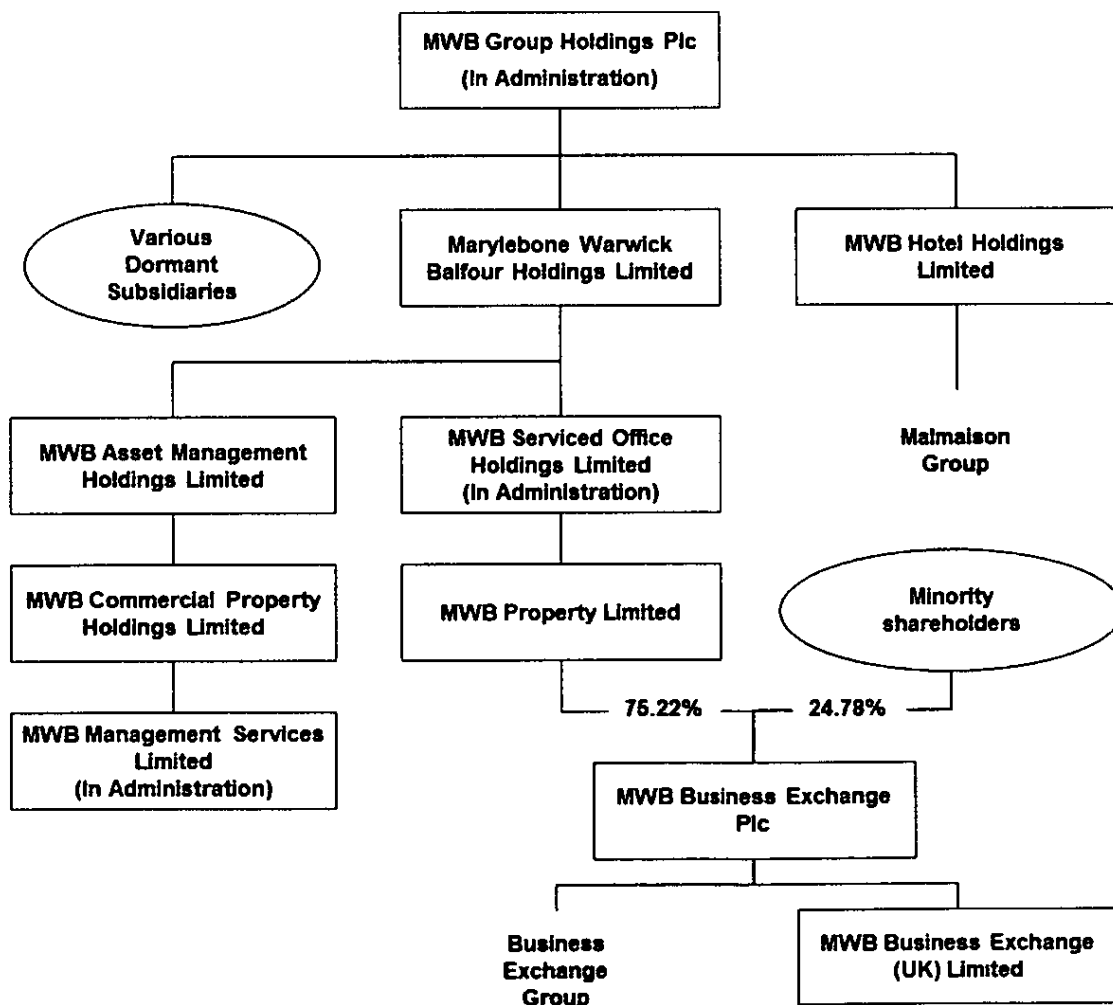 MWB Group Holdings Plc
(In Administration)
Various
Dormant
Subsidiaries
Marylebone Warwick
Balfour Holdings Limited
MWB Hotel Holdings
Limited
MWB Asset Management
Holdings Limited
MWB Serviced Office
Holdings Limited
(In Administration)
Malmaison
Group
MWB Commercial Property
Holdings Limited
MWB Property Limited
Minority
shareholders
75.22%
24.78%
MWB Management Services
Limited
(In Administration)
MWB Business Exchange
Plc
Business
Exchange
Group
MWB Business Exchange
(UK) Limited